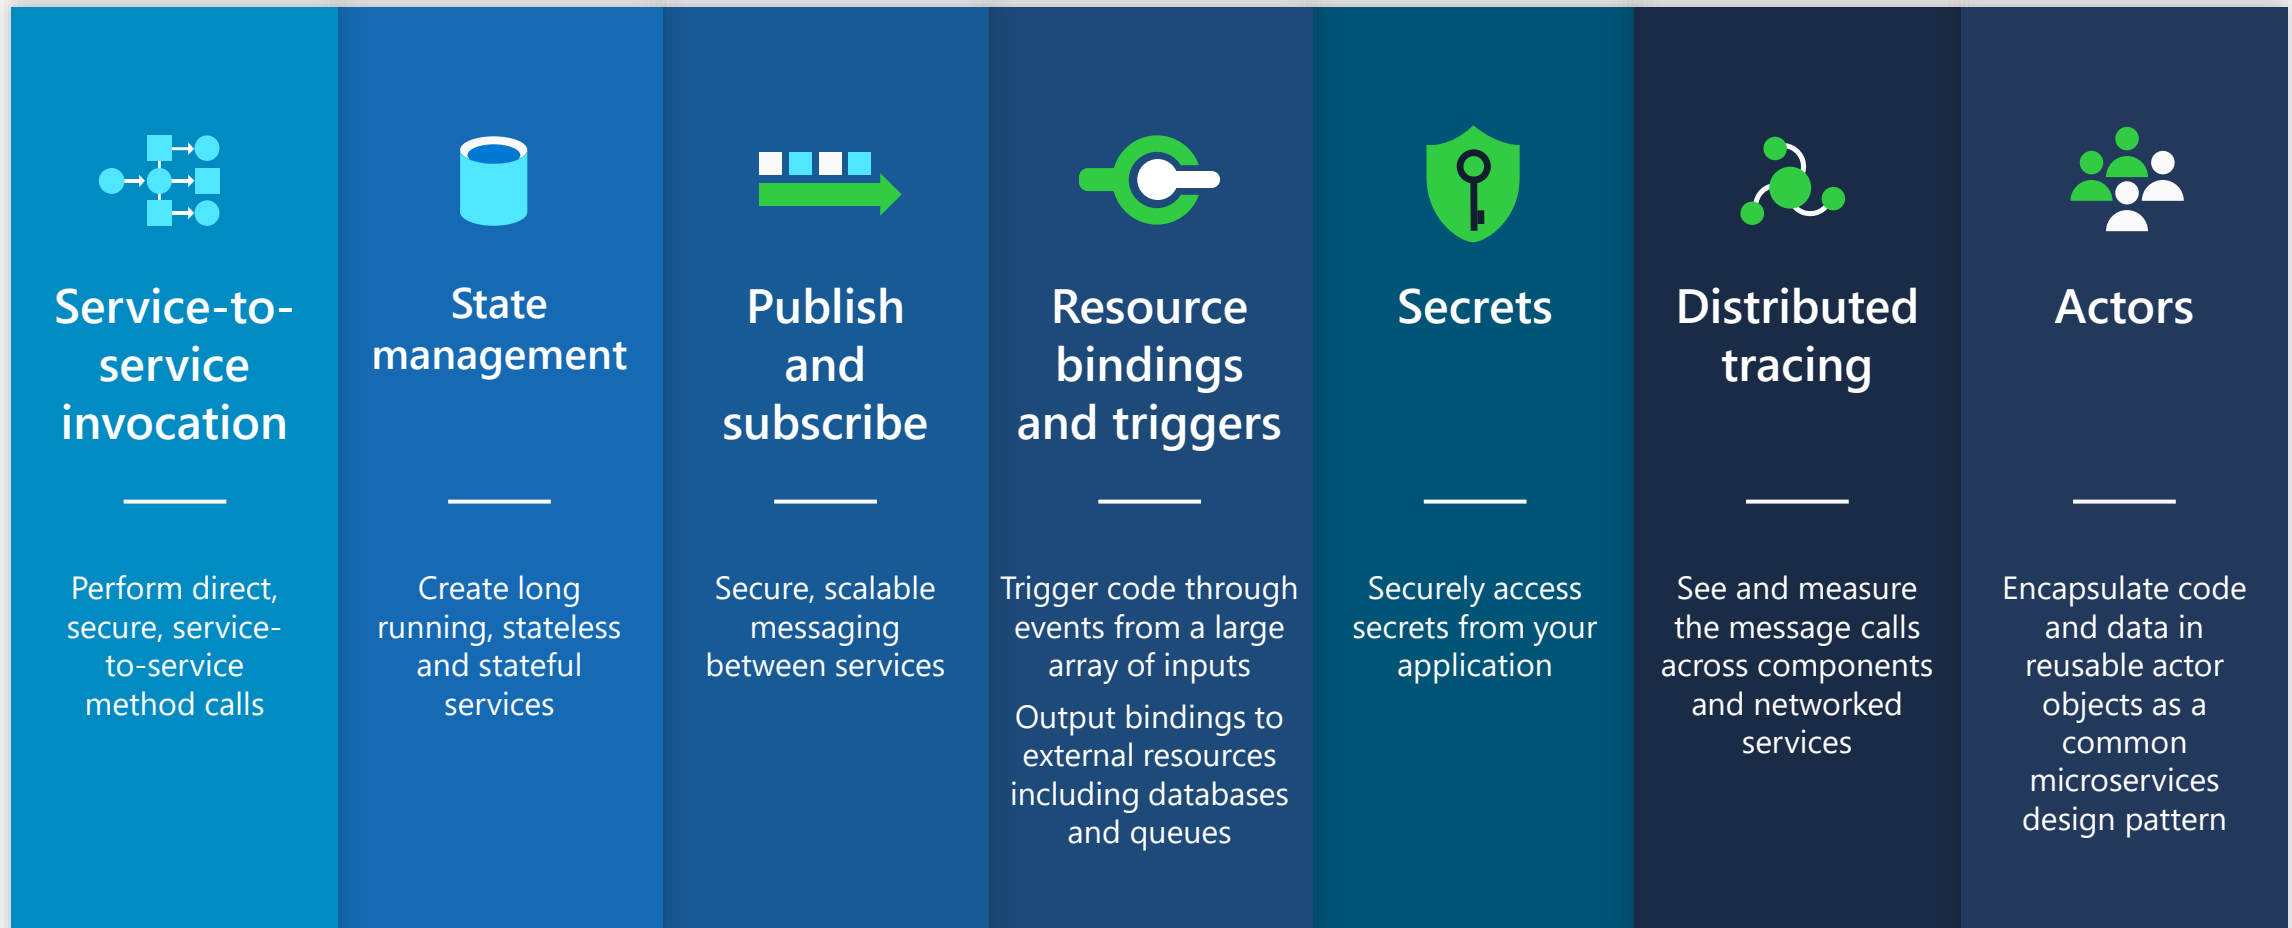 Service-to-
service
invocation
Perform direct,
secure, service-
to-service
method calls
State
management
Create long
running, stateless
and stateful
services
Publish
and
subscribe
Secure, scalable
messaging
between services
Resource
bindings
and triggers
Trigger code through
events from a large
array of inputs
Output bindings to
external resources
including databases
and queues
Secrets
Securely access
secrets from your
application
Distributed
tracing
See and measure
the message calls
across components
and networked
services
Actors
Encapsulate code
and data in
reusable actor
objects as a
common
microservices
design pattern